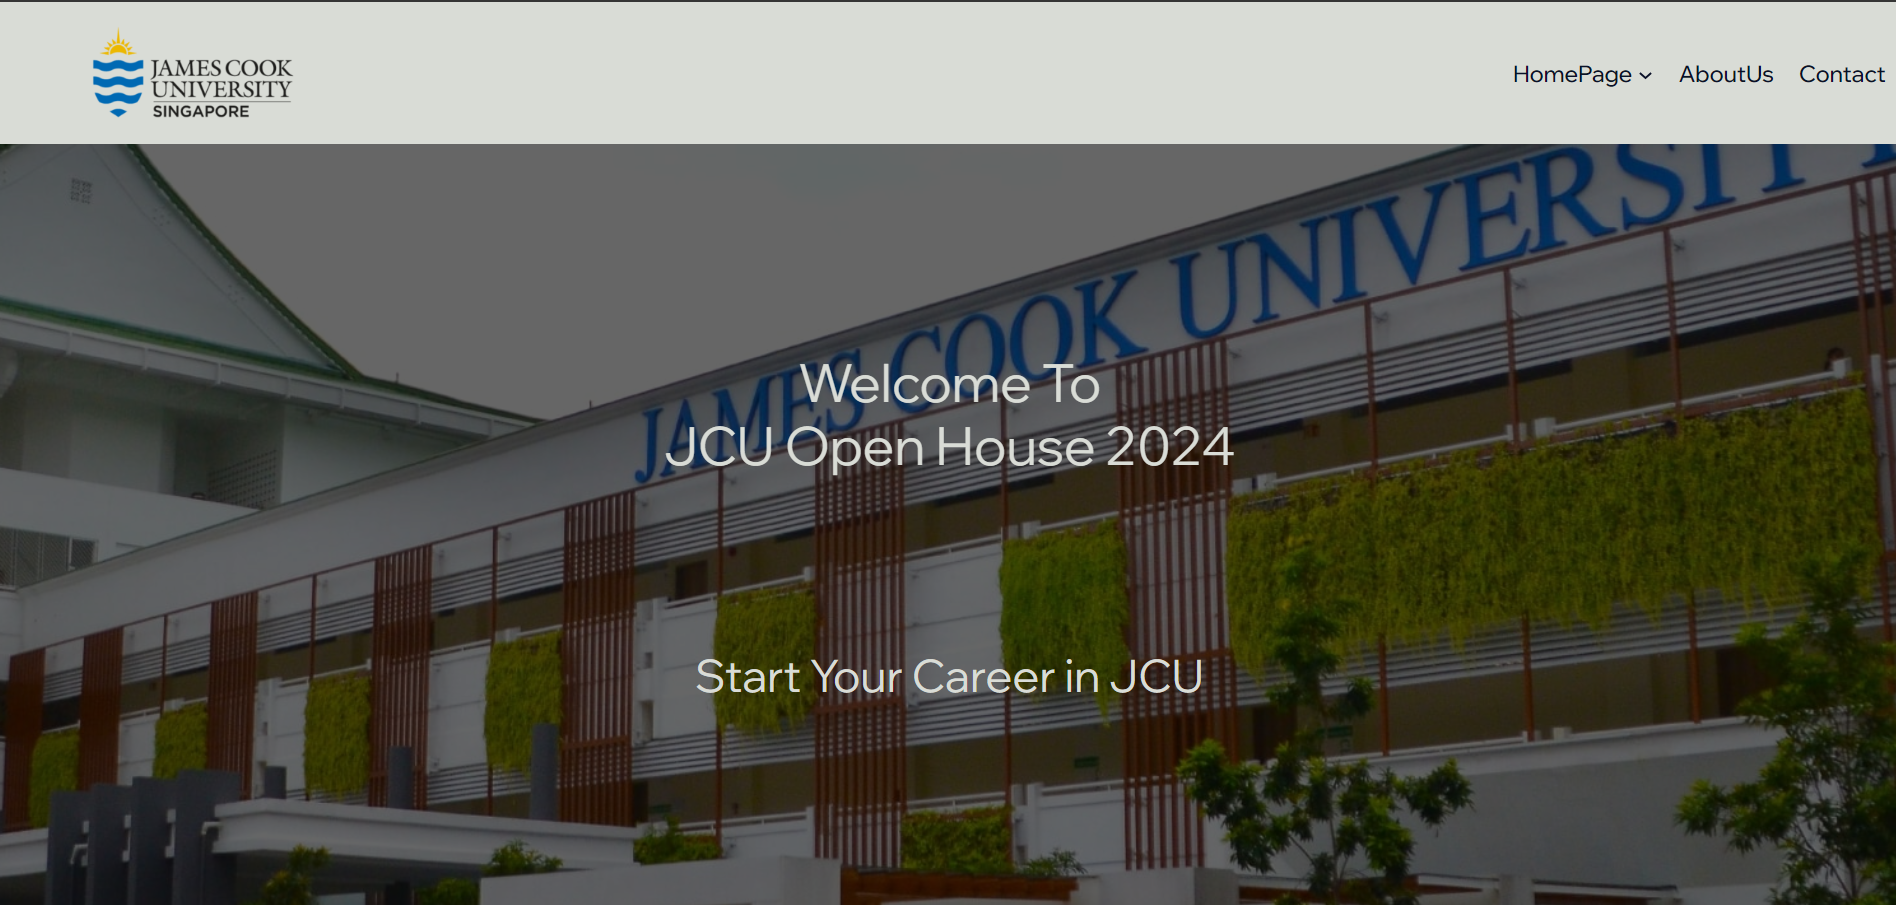 JAMES COOK
UNIVERSITY
SINGAPORE
HomePage
AboutUs
Contact
JAMES COOK UNIVERSIT
Welcome To
JCU Open House 2024
Start Your Career in JCU